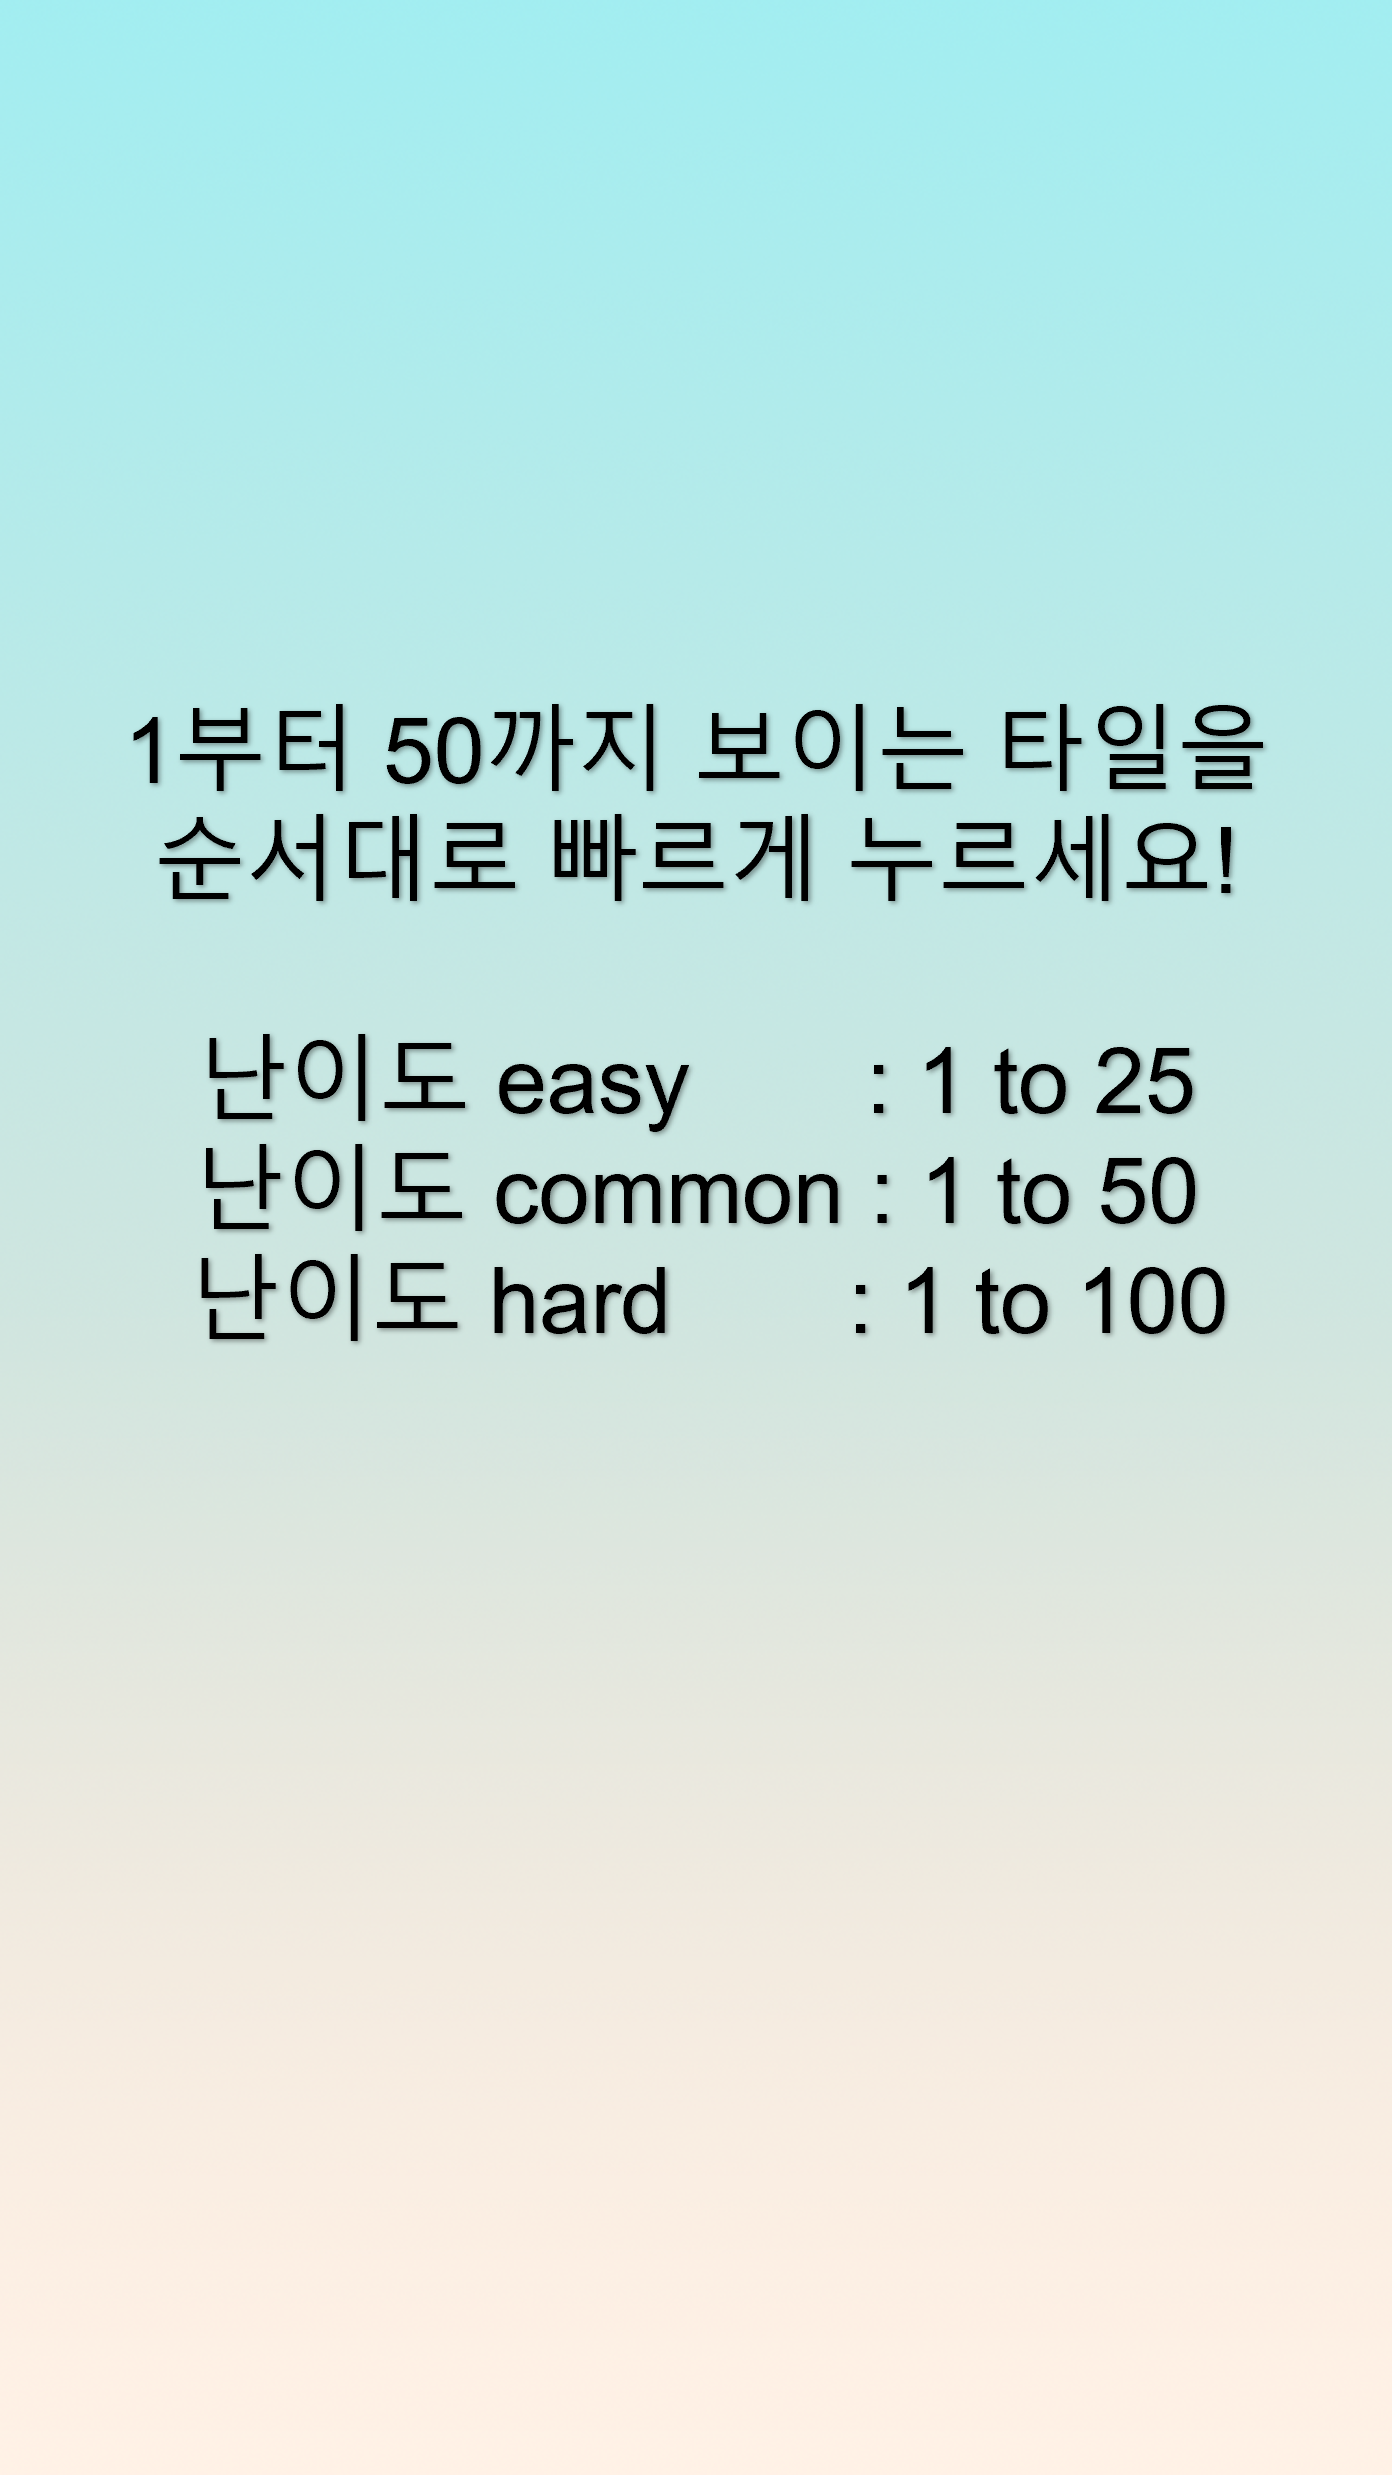 1부터 50까지 보이는 타일을
순서대로 빠르게 누르세요!
난이도 easy : 1 to 25
난이도 common : 1 to 50
난이도 hard : 1 to 100